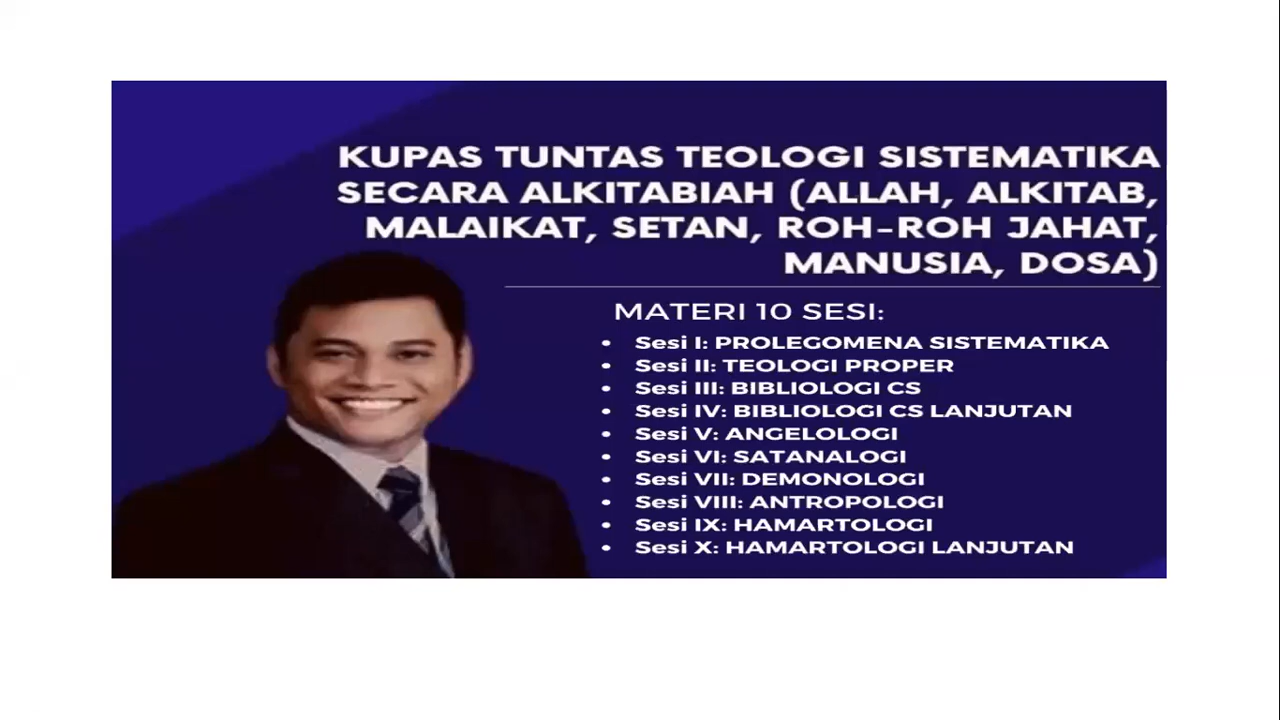 KUPAS TUNTAS TEOLOGI SISTEMATIKA
SECARA ALKITABIAH (ALLAH, ALKITAB,
MALAIKAT, SETAN, ROH-ROH JAHAT,
MANUSIA, DOSA)
MATERI 10 SESI:
• Sesi I: PROLEGOMENA SISTEMATIKA
• Sesi II: TEOLOGI PROPER
• Sesi III: BIBLIOLOGI CS
• Sesi IV: BIBLIOLOGI CS LANJUTAN
• Sesi V: ANGELOLOGI
• Sesi VI: SATANALOGI
• Sesi VII: DEMONOLOGI
• Sesi VIII: ANTROPOLOGI
• Sesi IX: HAMARTOLOGI
• Sesi X: HAMARTOLOGI LANJUTAN